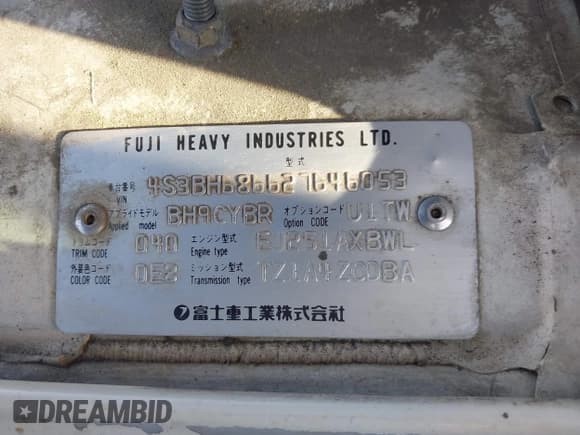 FUJI HEAVY INDUSTRIES LTD.
型式
車台番号 VIN 4S3BH686627646053
アプライドモデル Applied model BH9CYBR オプションコード Option Code U1TW
トリムコード TRIM CODE 040 エンジン型式 Engine type EJ251AXBWL
外装色コード COLOR CODE 0E3 ミッション型式 Transmission type TZ1A4ZCDBA
富士重工業株式会社
DREAMBID